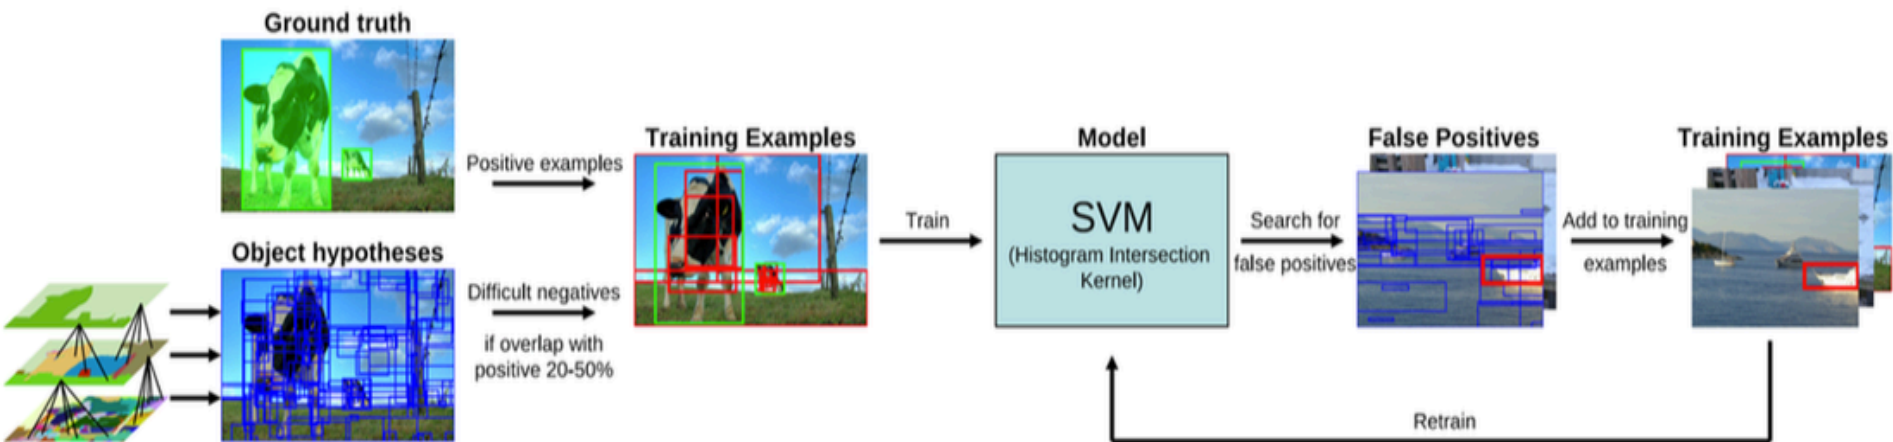 Ground truth
Positive examples
Object hypotheses
Difficult negatives
if overlap with
positive 20-50%
Training Examples
Train
Model
SVM
(Histogram Intersection
Kernel)
Search for
false positives
False Positives
Add to training
examples
Training Examples
Retrain